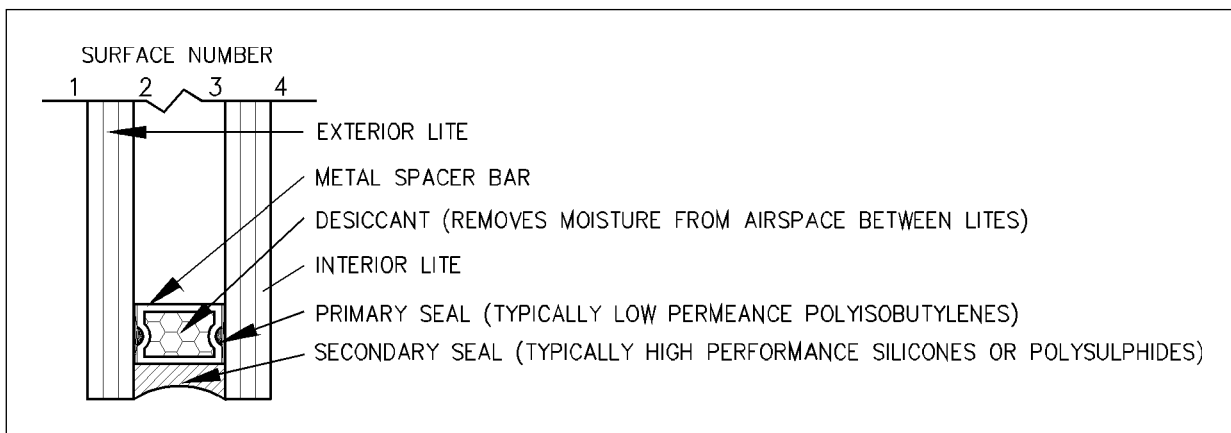 SURFACE NUMBER
1 2 3 4
EXTERIOR LITE
METAL SPACER BAR
DESICCANT (REMOVES MOISTURE FROM AIRSPACE BETWEEN LITES)
INTERIOR LITE
PRIMARY SEAL (TYPICALLY LOW PERMEANCE POLYISOBUTYLENES)
SECONDARY SEAL (TYPICALLY HIGH PERFORMANCE SILICONES OR POLYSULPHIDES)